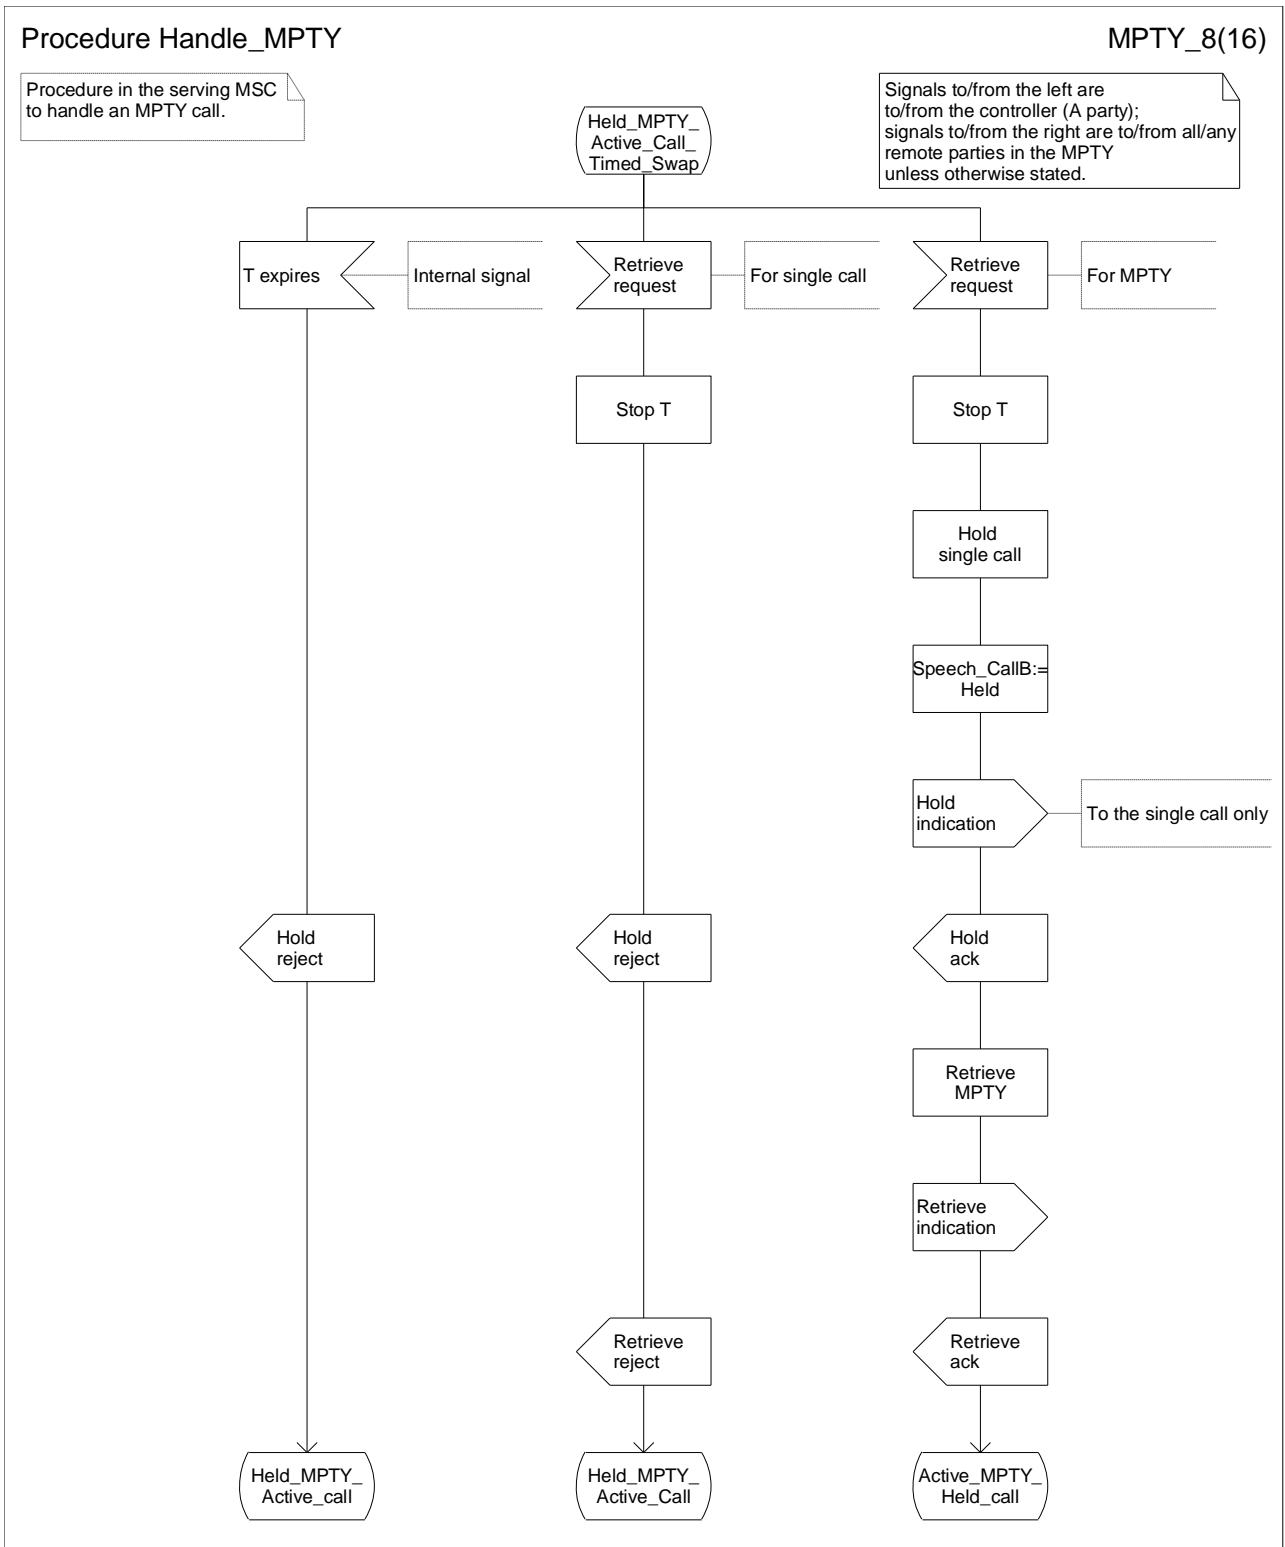 Procedure Handle_MPTY
MPTY_8(16)
Procedure in the serving MSC
to handle an MPTY call.
Signals to/from the left are
to/from the controller (A party);
signals to/from the right are to/from all/any
remote parties in the MPTY
unless otherwise stated.
Held_MPTY_
Active_Call_
Timed_Swap
T expires
Internal signal
Retrieve
request
For single call
Retrieve
request
For MPTY
Stop T
Stop T
Hold
single call
Speech_CallB:=
Held
Hold
indication
To the single call only
Hold
reject
Hold
reject
Hold
ack
Retrieve
MPTY
Retrieve
indication
Retrieve
reject
Retrieve
ack
Held_MPTY_
Active_call
Held_MPTY_
Active_Call
Active_MPTY_
Held_call